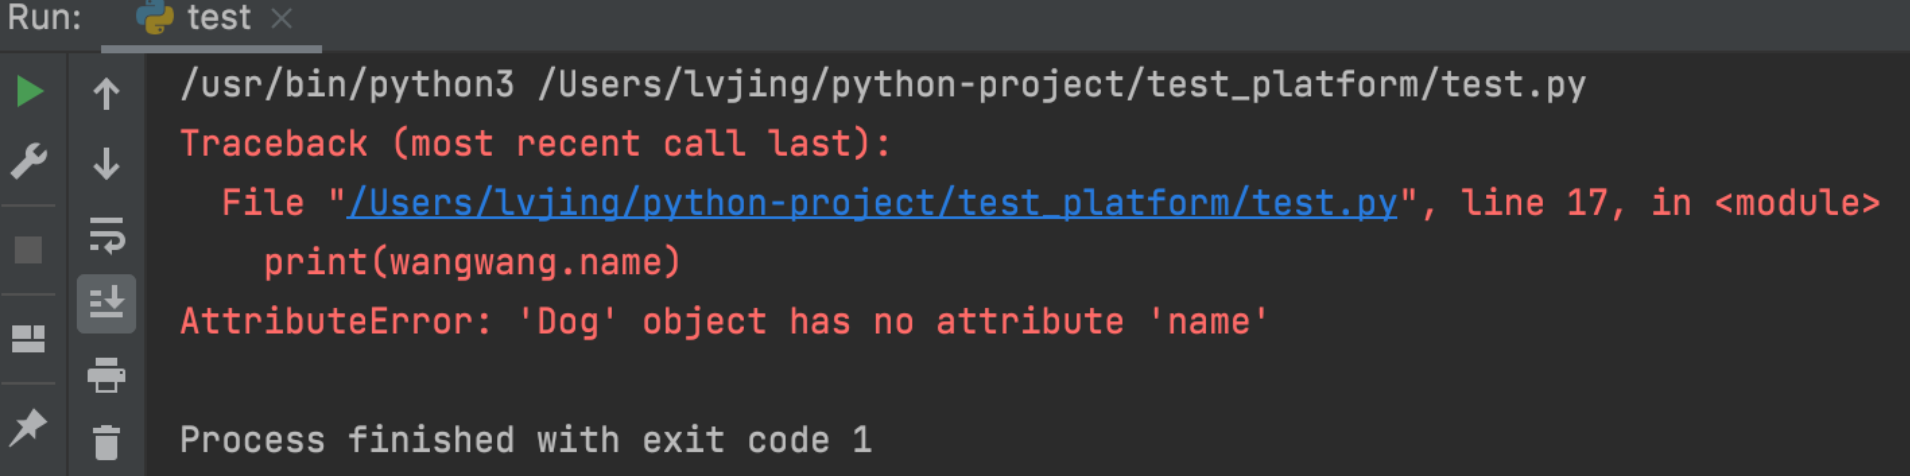 Run: test
/usr/bin/python3 /Users/lvjing/python-project/test_platform/test.py
Traceback (most recent call last):
  File "/Users/lvjing/python-project/test_platform/test.py", line 17, in <module>
    print(wangwang.name)
AttributeError: 'Dog' object has no attribute 'name'
Process finished with exit code 1